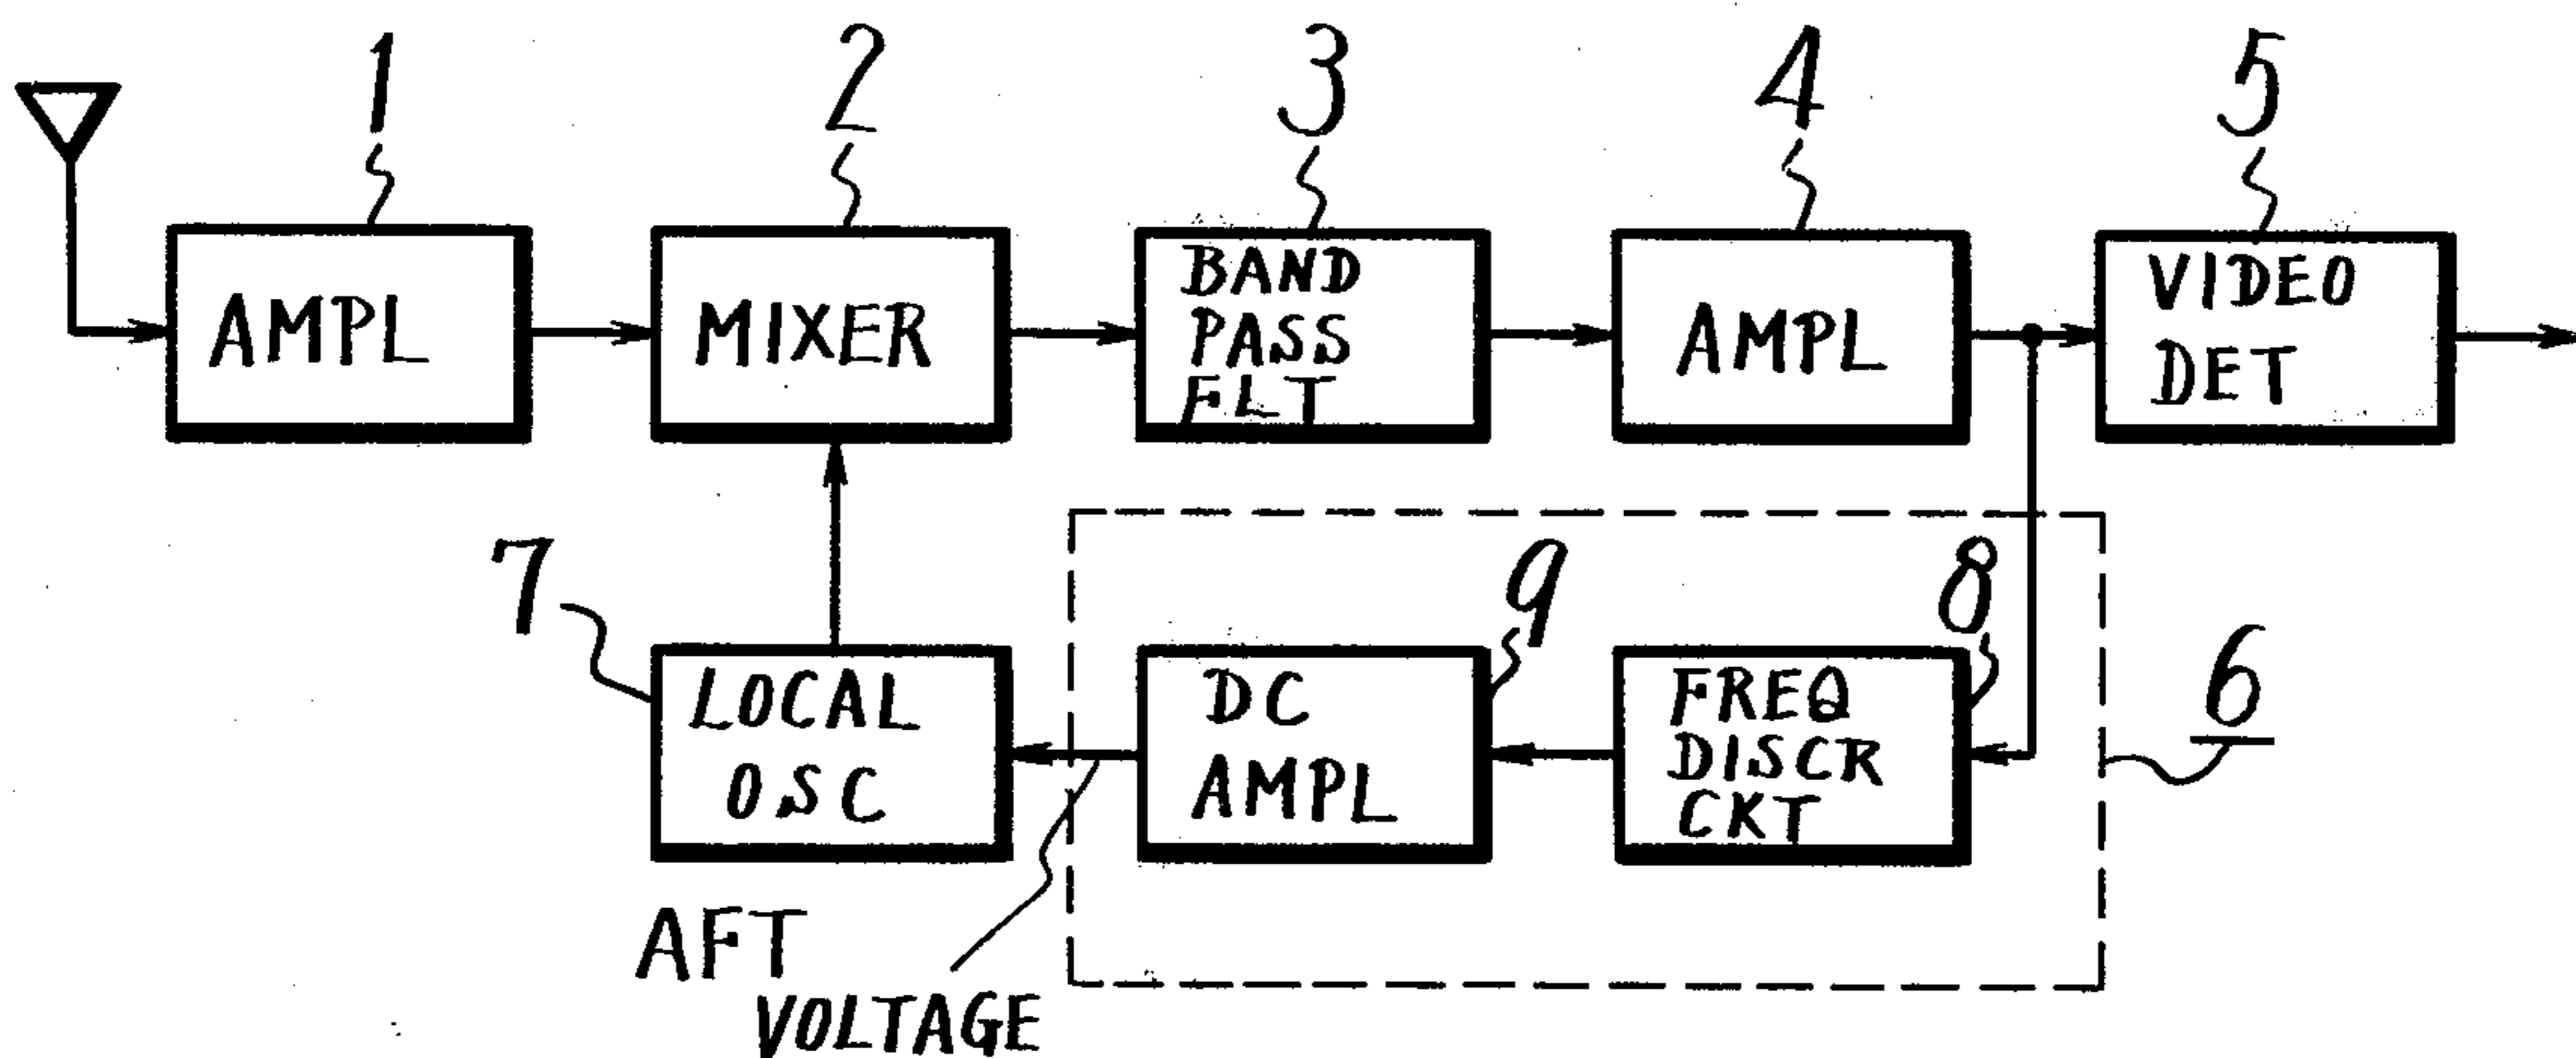 1
2
3
4
5
AMPL
MIXER
BAND
PASS
FLT
AMPL
VIDEO
DET
7
9
8
6
LOCAL
OSC
DC
AMPL
FREQ
DISCR
CKT
AFT
VOLTAGE